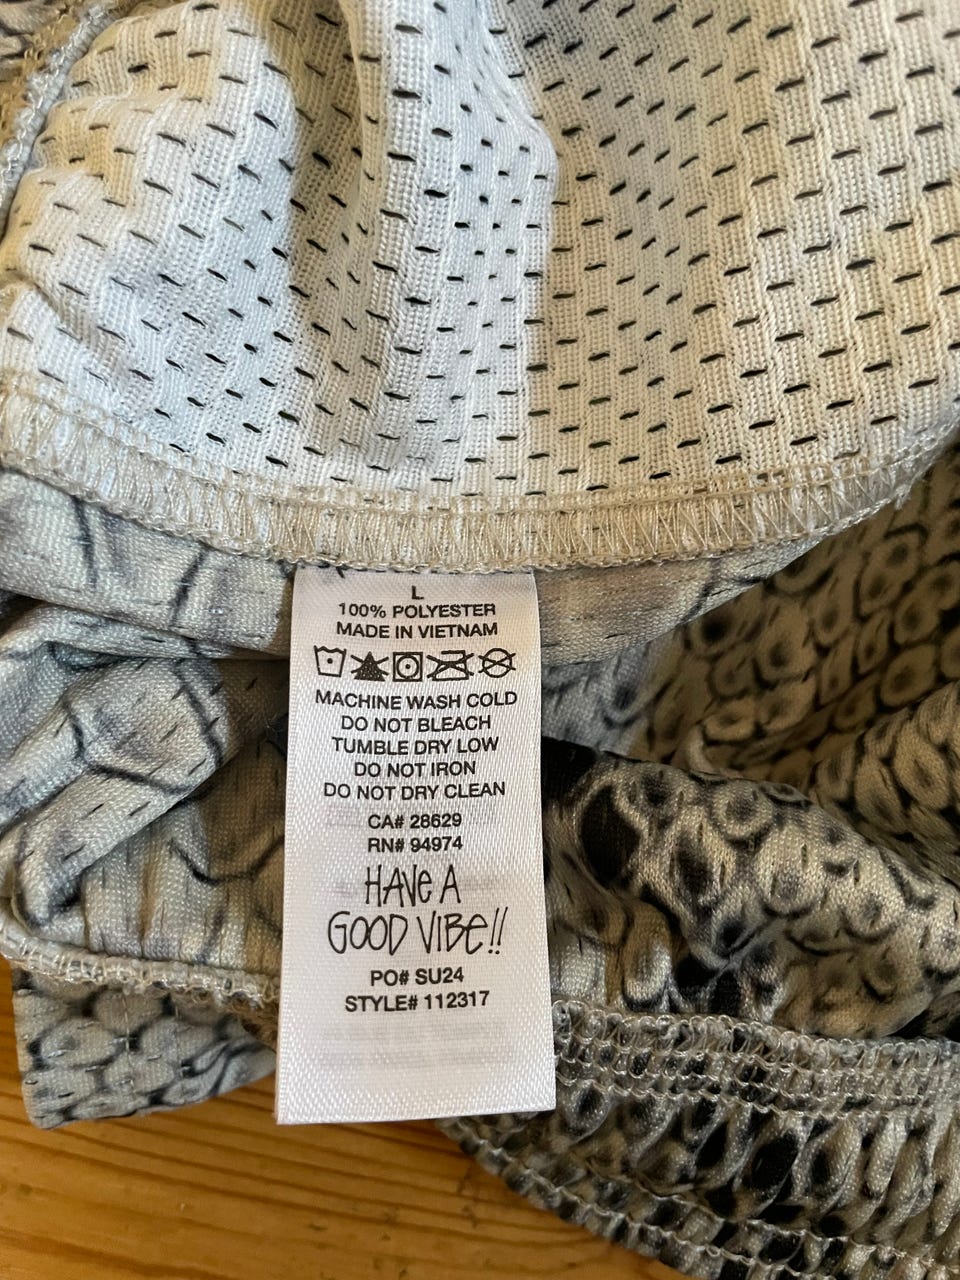 L
100% POLYESTER
MADE IN VIETNAM
MACHINE WASH COLD
DO NOT BLEACH
TUMBLE DRY LOW
DO NOT IRON
DO NOT DRY CLEAN
CA# 28629
RN# 94974
HAVe A
GOOD VIBe!!
PO# SU24
STYLE# 112317